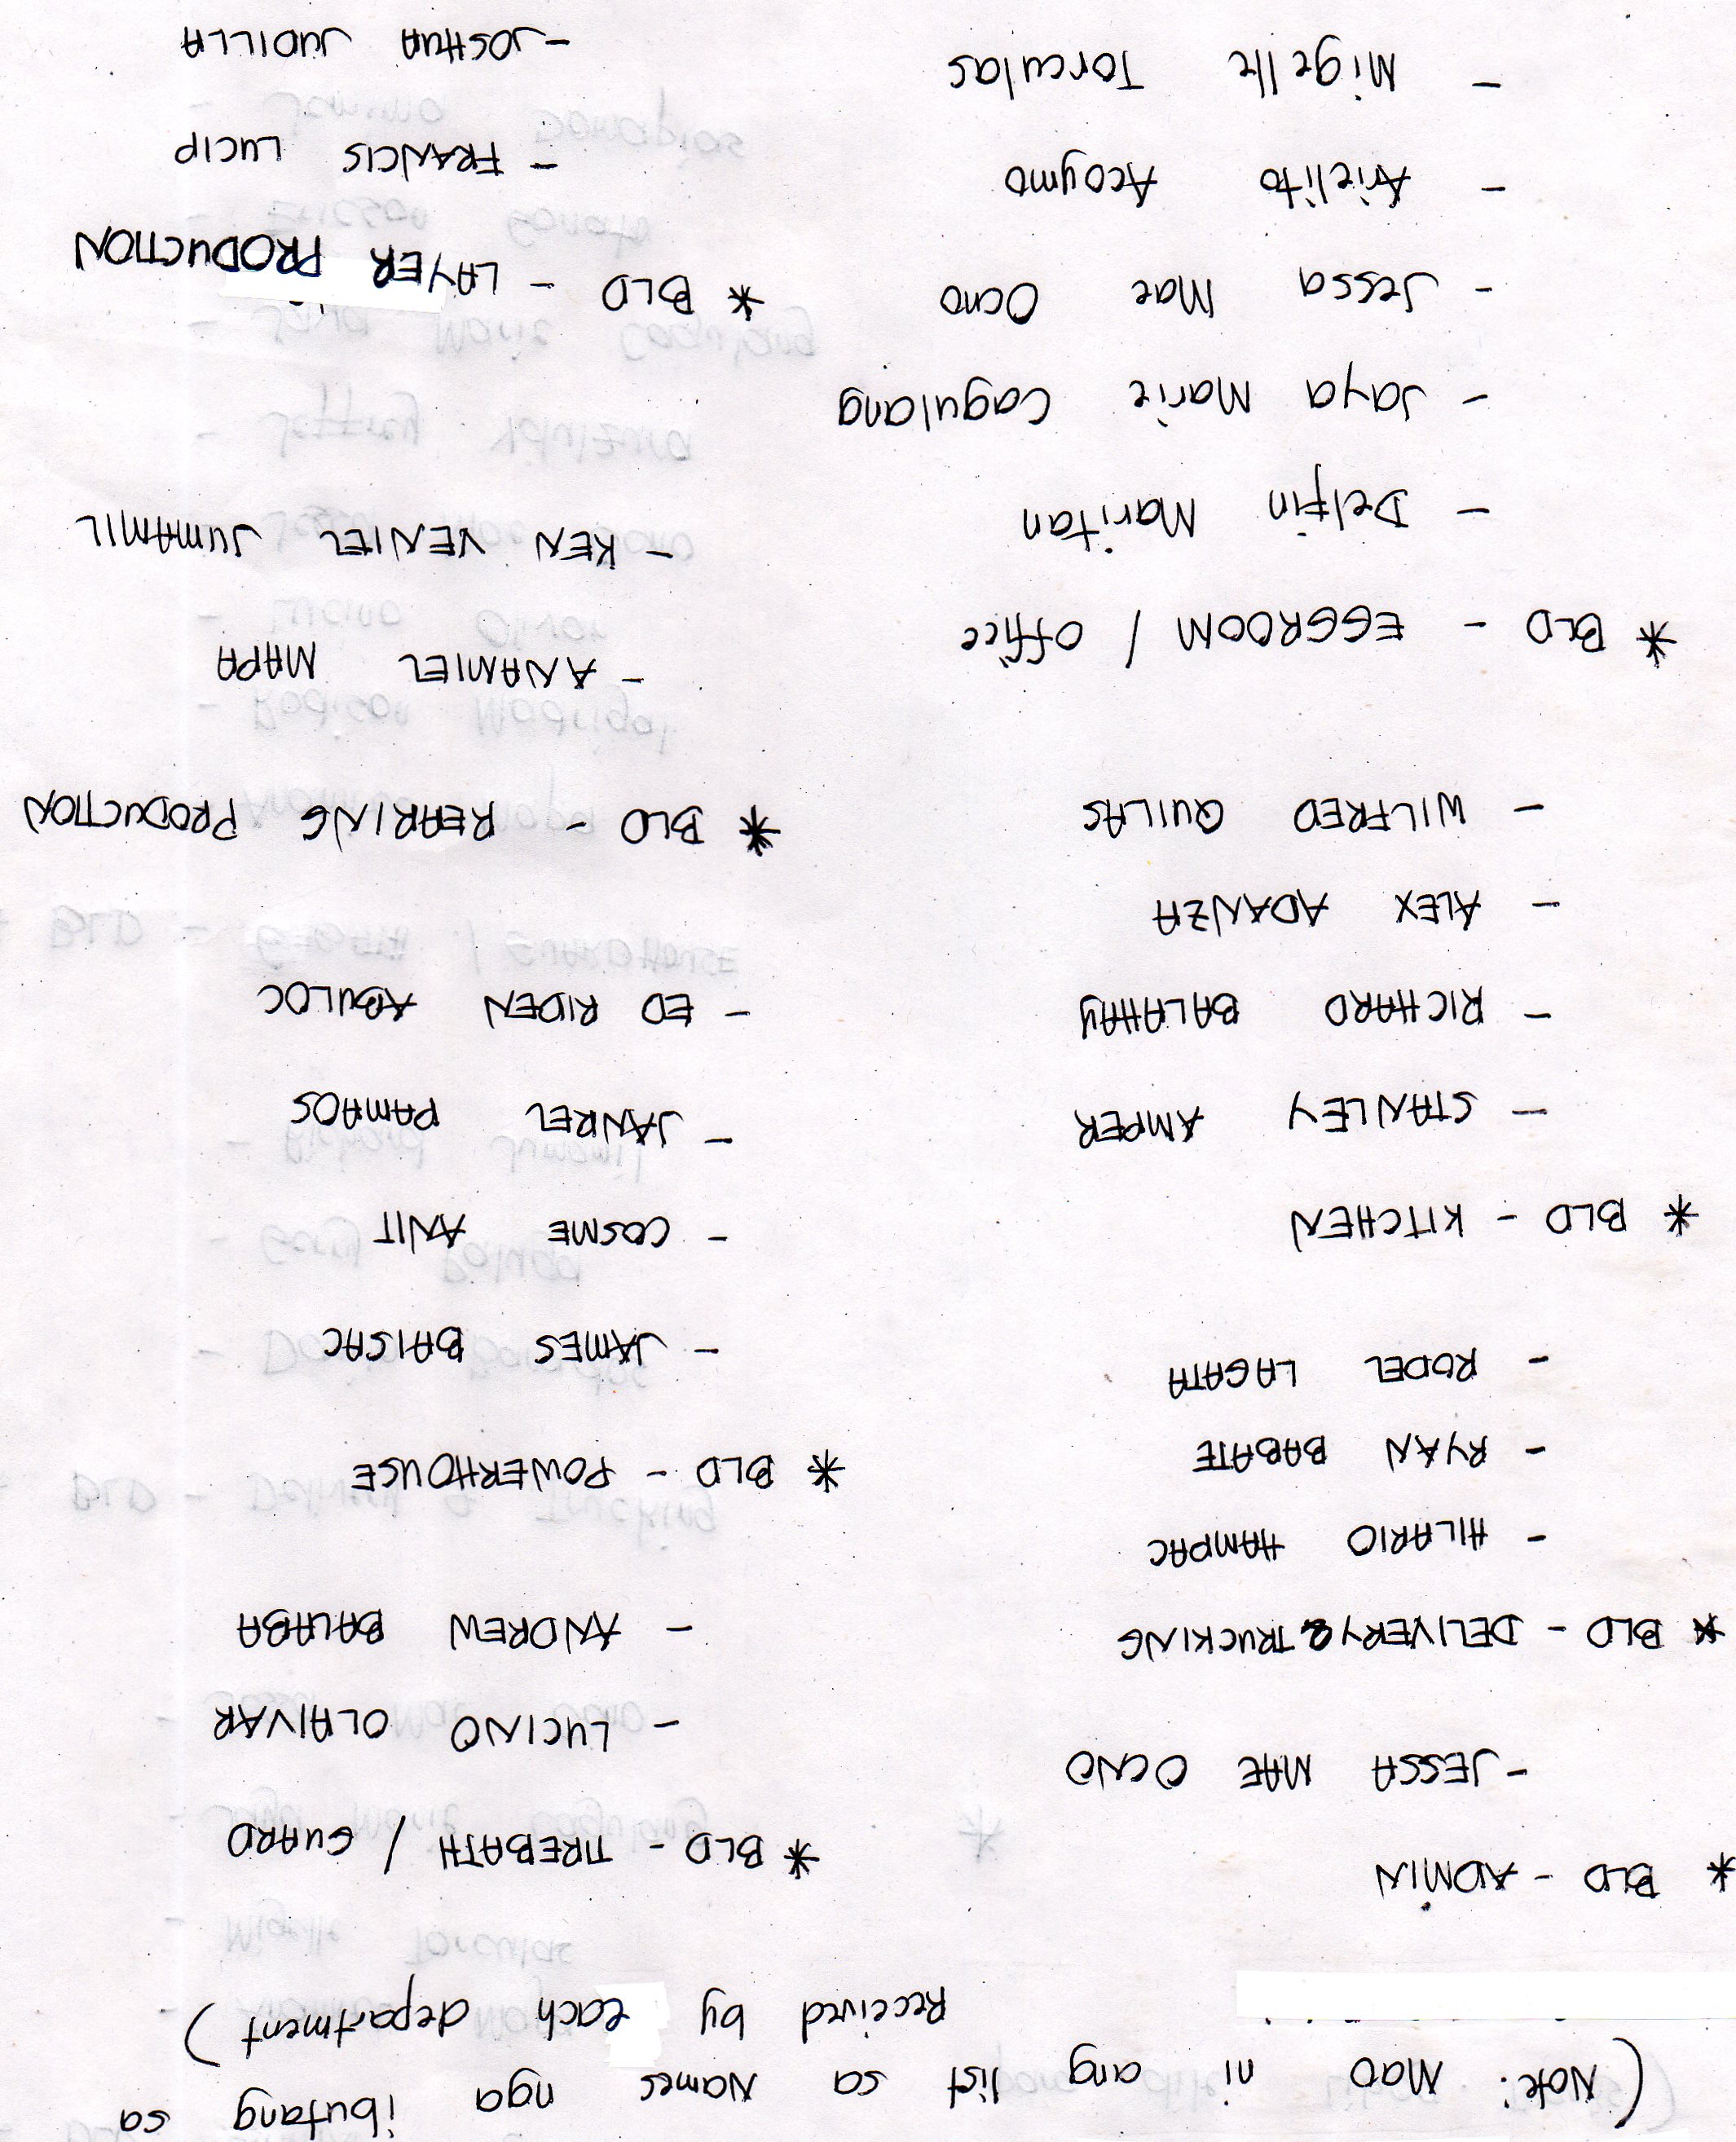 (Note: Mao ni ang list sa Names nga ibutang sa
Received by each department).
* BLD - ADMIN
- JESSA MAE OCNO
* BLD - DELIVERY & TRUCKING
- HILARIO HAMPAC
- RYAN BABATE
- RODEL LAGATA
* BLD - KITCHEN
- STANLEY AMPER
- RICHARD BALAHAY
- ALEX ADANZA
- WILFRED QUILAS
* BLD - EGGROOM / Office
- Delfin Maritan
- Jaya Marie Cagulang
- Jessa Mae Ocno
- Arielito Acoymo
- Migelle Torculas
* BLD - TIREBATH / GUARD
- LUCINO OLAIVAR
- ANDREW BALABA
* BLD - POWERHOUSE
- JAMES BAISAC
- COSME ANIT
- JANREL PAMAOS
- ED RIDEN ABULOC
* BLD - REARING PRODUCTION
- ANAMIEL MAPA
- KEN VENIEL JUMAMIL
* BLD - LAYER PRODUCTION
- FRANCIS LUCIP
- JOSHUA JUDILLA